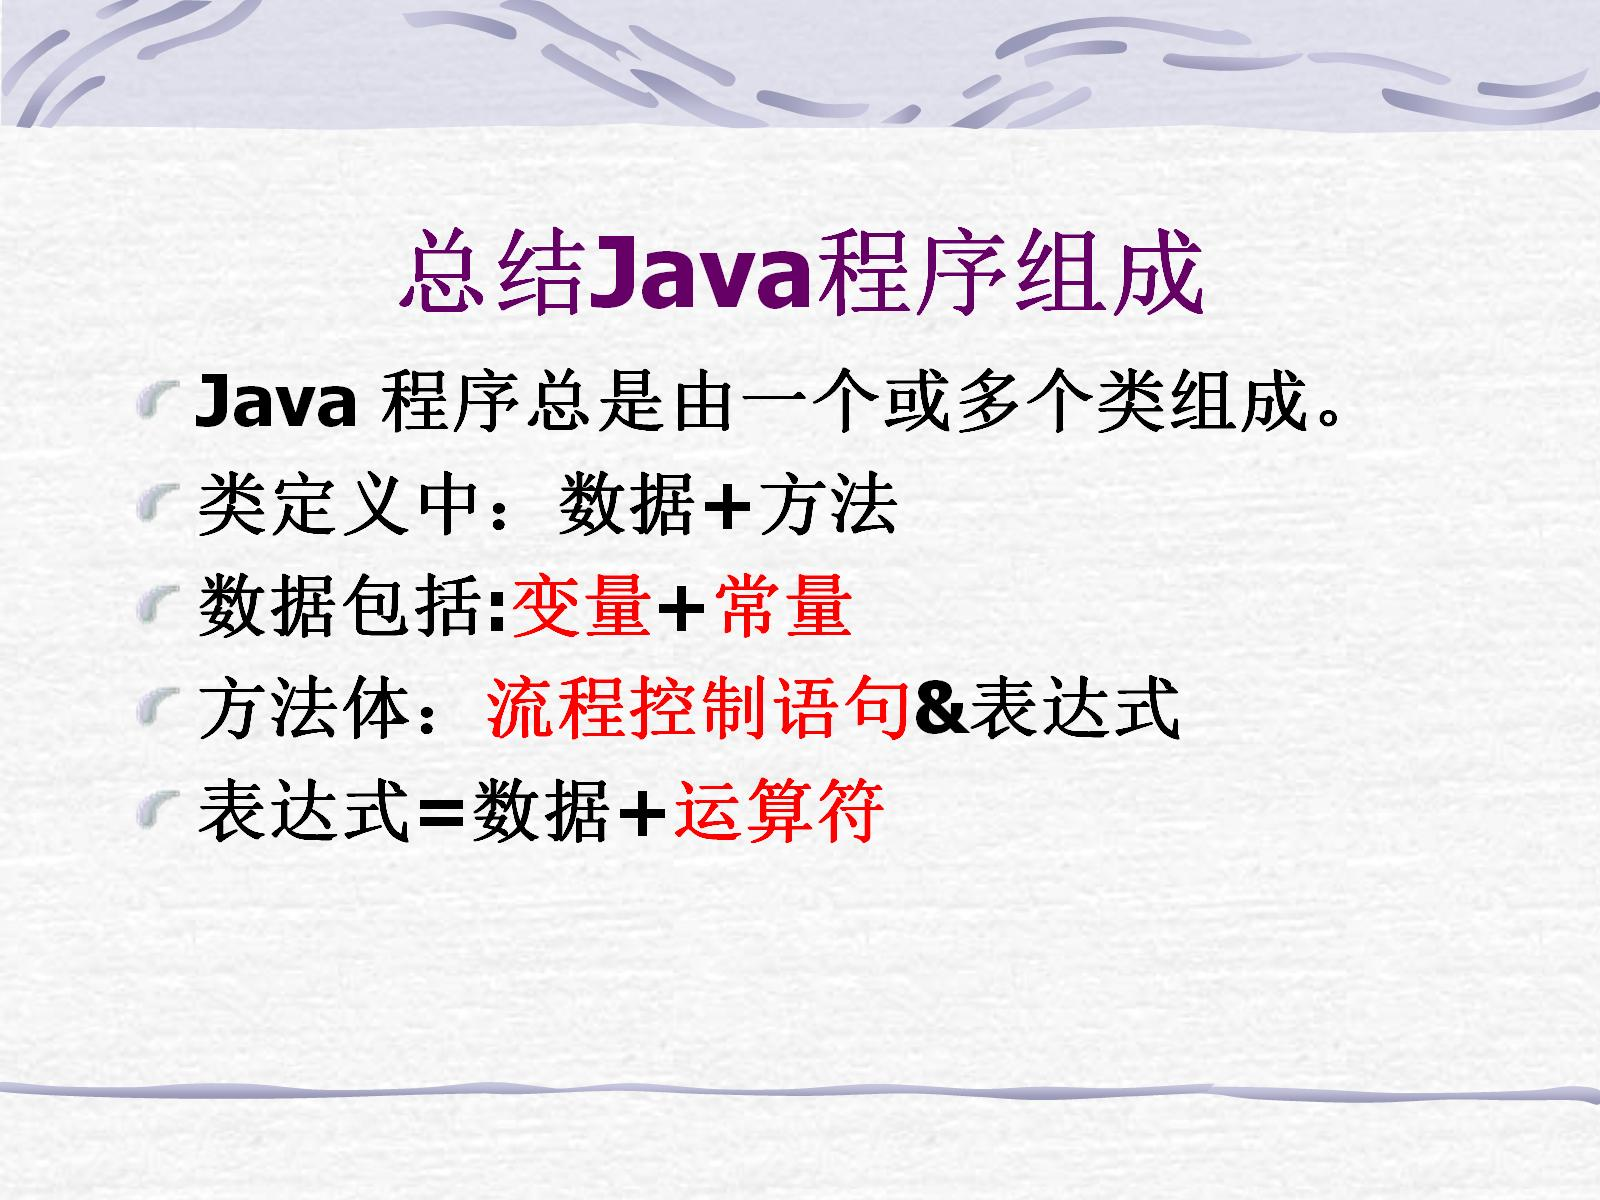 总结Java程序组成
Java 程序总是由一个或多个类组成。
类定义中：数据+方法
数据包括:变量+常量
方法体：流程控制语句&表达式
表达式=数据+运算符